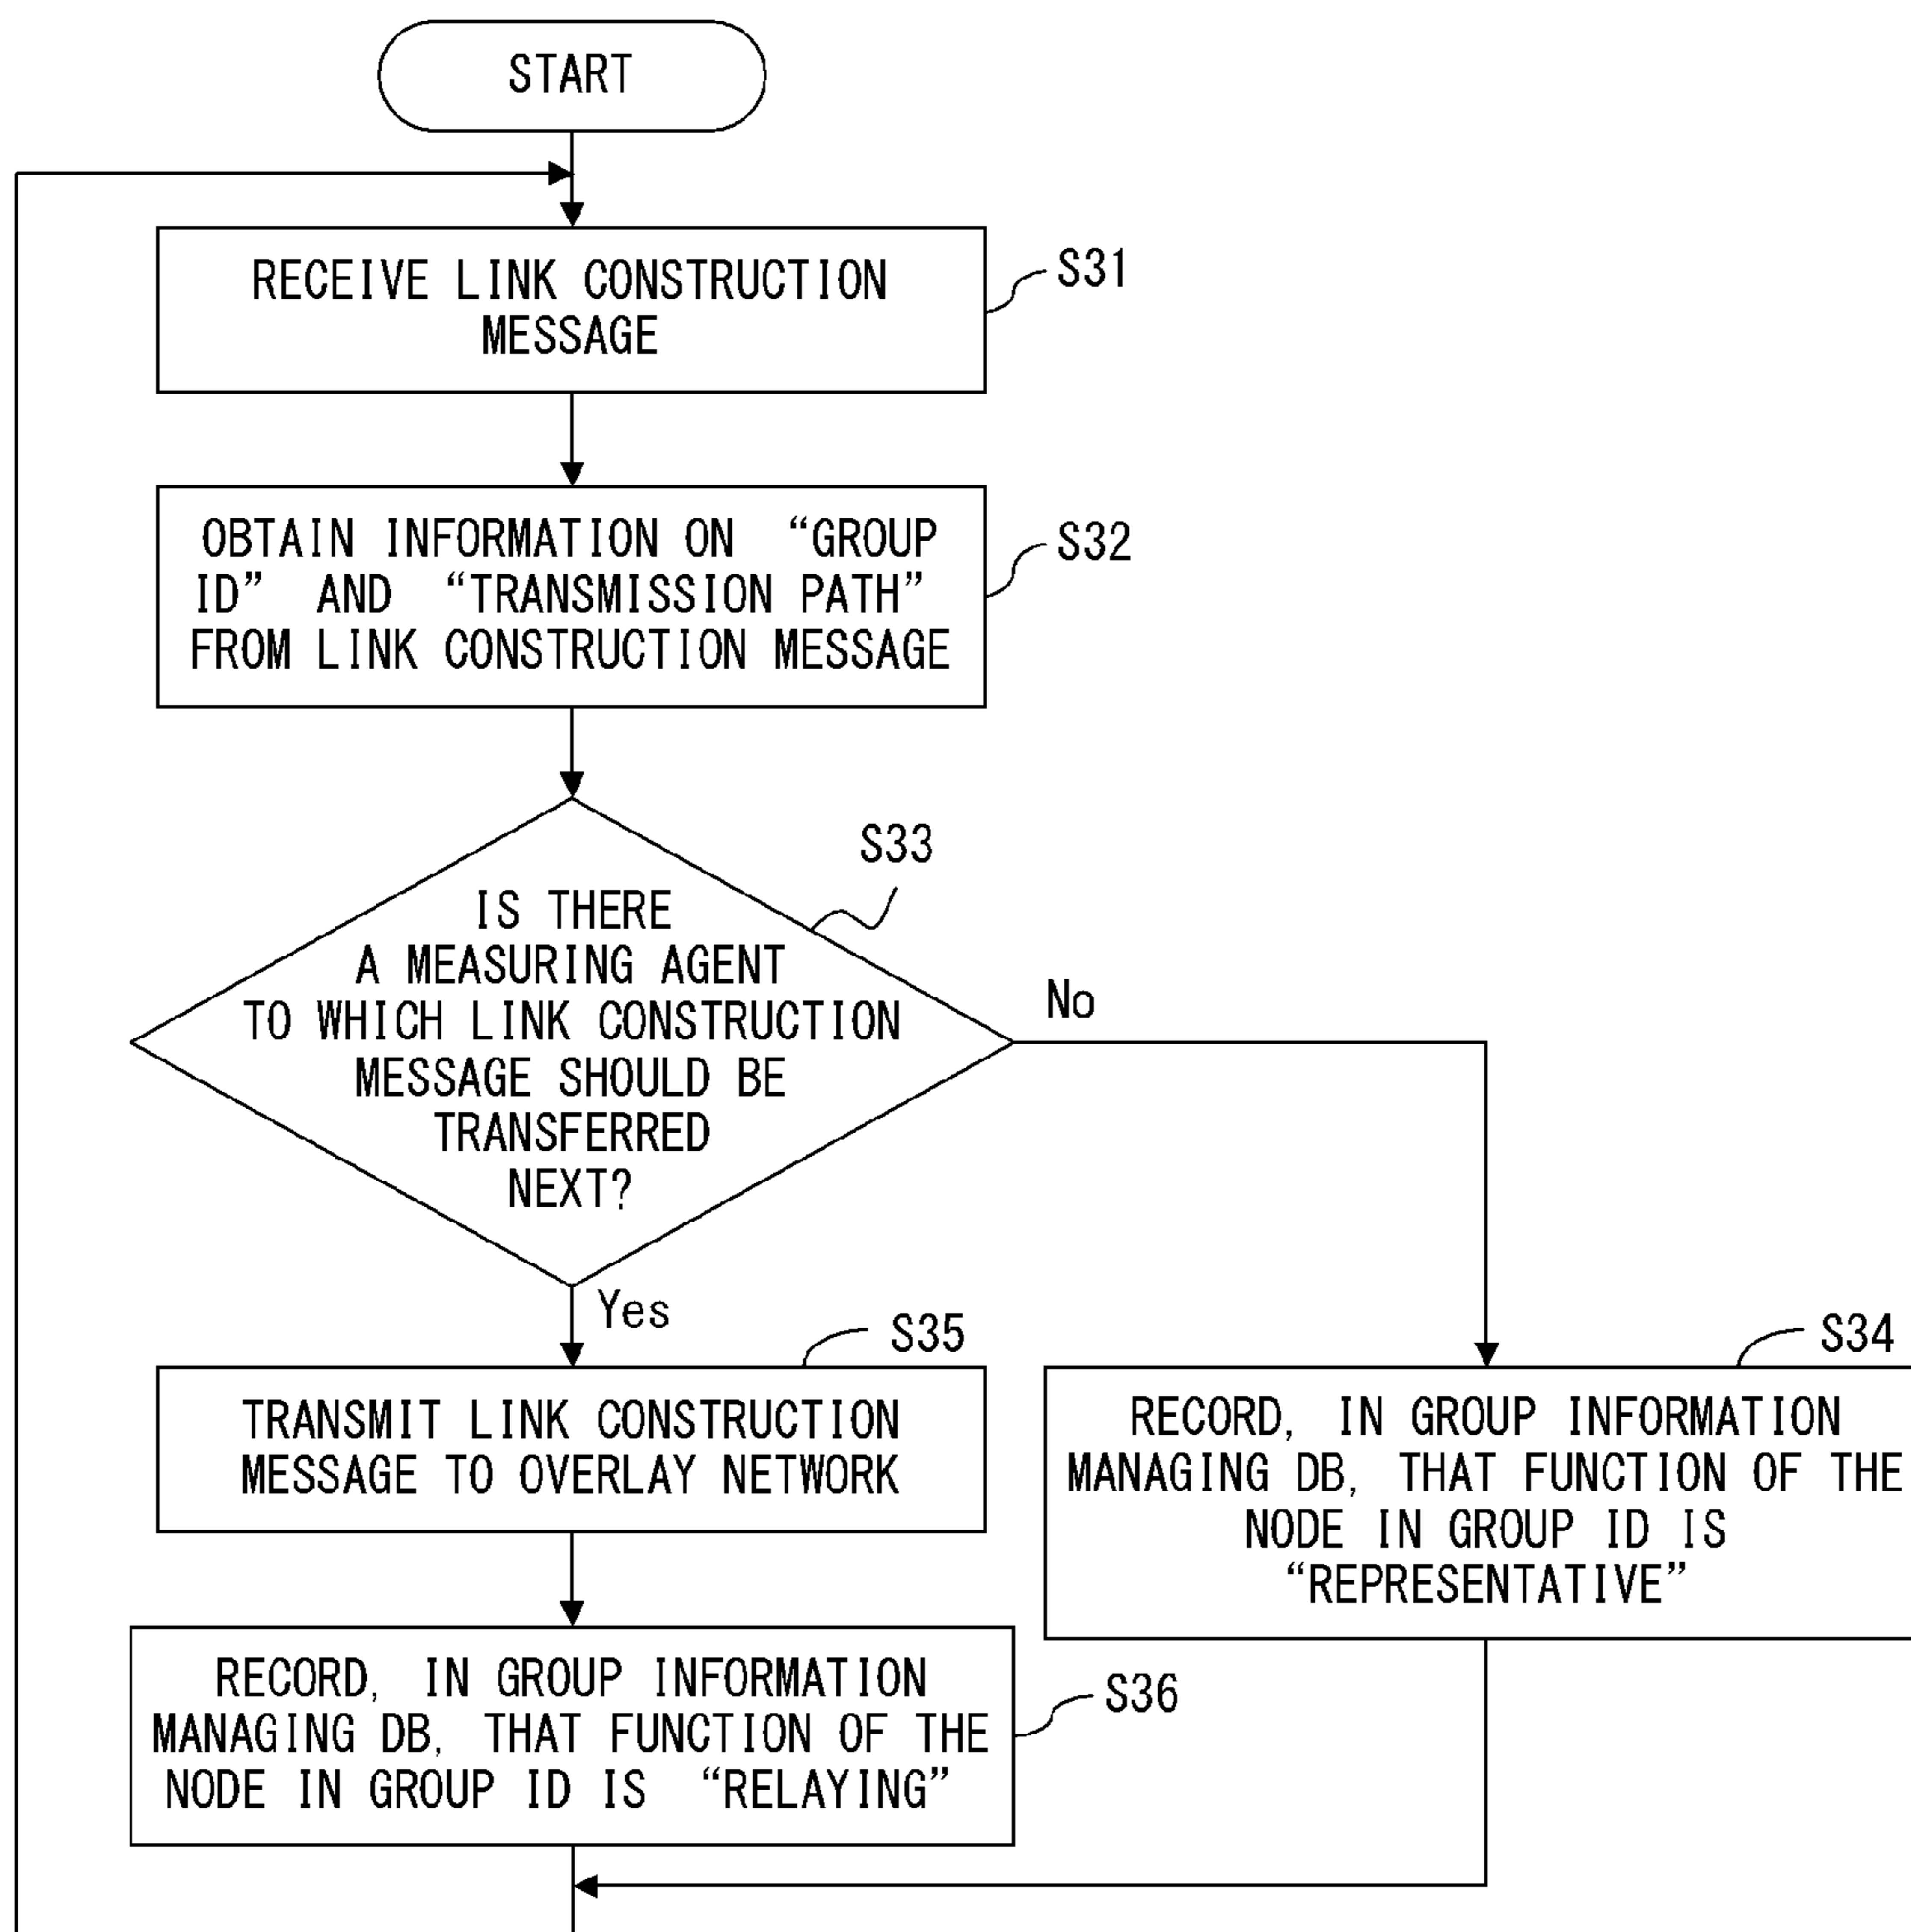 START
RECEIVE LINK CONSTRUCTION
MESSAGE
S31
OBTAIN INFORMATION ON “GROUP
ID” AND “TRANSMISSION PATH”
FROM LINK CONSTRUCTION MESSAGE
S32
S33
IS THERE
A MEASURING AGENT
TO WHICH LINK CONSTRUCTION
MESSAGE SHOULD BE
TRANSFERRED
NEXT?
No
Yes
S35
TRANSMIT LINK CONSTRUCTION
MESSAGE TO OVERLAY NETWORK
S34
RECORD, IN GROUP INFORMATION
MANAGING DB, THAT FUNCTION OF THE
NODE IN GROUP ID IS
“REPRESENTATIVE”
RECORD, IN GROUP INFORMATION
MANAGING DB, THAT FUNCTION OF THE
NODE IN GROUP ID IS “RELAYING”
S36